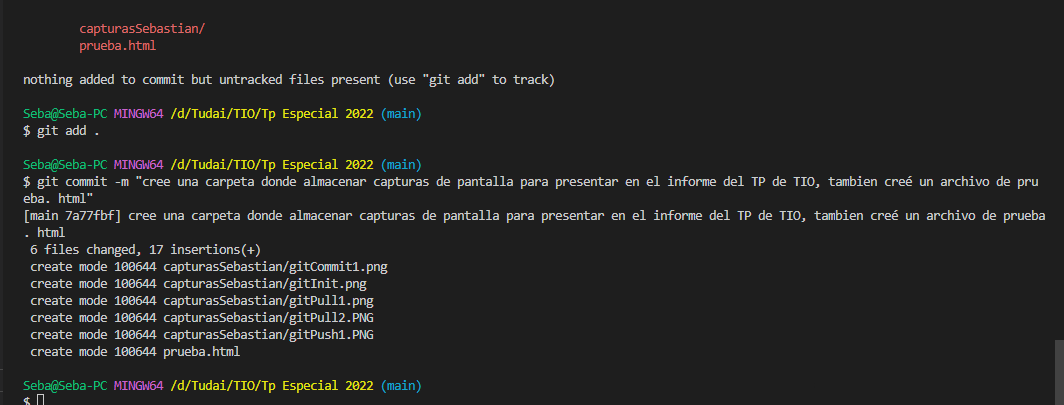 capturasSebastian/
prueba.html
nothing added to commit but untracked files present (use "git add" to track)
Seba@Seba-PC MINGW64 /d/Tudai/TIO/Tp Especial 2022 (main)
$ git add .
Seba@Seba-PC MINGW64 /d/Tudai/TIO/Tp Especial 2022 (main)
$ git commit -m "cree una carpeta donde almacenar capturas de pantalla para presentar en el informe del TP de TIO, tambien creé un archivo de pru
eba. html"
[main 7a77fbf] cree una carpeta donde almacenar capturas de pantalla para presentar en el informe del TP de TIO, tambien creé un archivo de prueba
. html
6 files changed, 17 insertions(+)
create mode 100644 capturasSebastian/gitCommit1.png
create mode 100644 capturasSebastian/gitInit.png
create mode 100644 capturasSebastian/gitPull1.png
create mode 100644 capturasSebastian/gitPull2.PNG
create mode 100644 capturasSebastian/gitPush1.PNG
create mode 100644 prueba.html
Seba@Seba-PC MINGW64 /d/Tudai/TIO/Tp Especial 2022 (main)
$